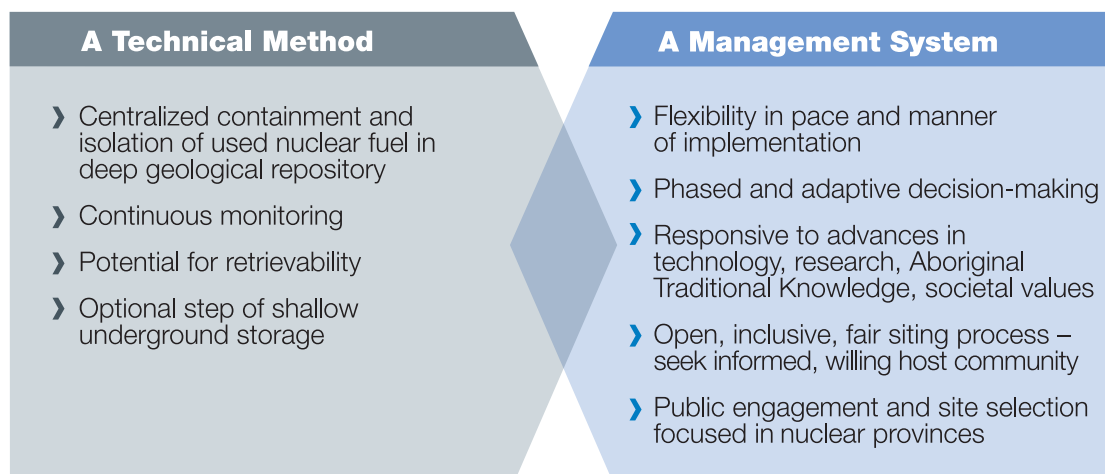 A Technical Method
❱ Centralized containment and
isolation of used nuclear fuel in
deep geological repository
❱ Continuous monitoring
❱ Potential for retrievability
❱ Optional step of shallow
underground storage
A Management System
❱ Flexibility in pace and manner
of implementation
❱ Phased and adaptive decision-making
❱ Responsive to advances in
technology, research, Aboriginal
Traditional Knowledge, societal values
❱ Open, inclusive, fair siting process –
seek informed, willing host community
❱ Public engagement and site selection
focused in nuclear provinces